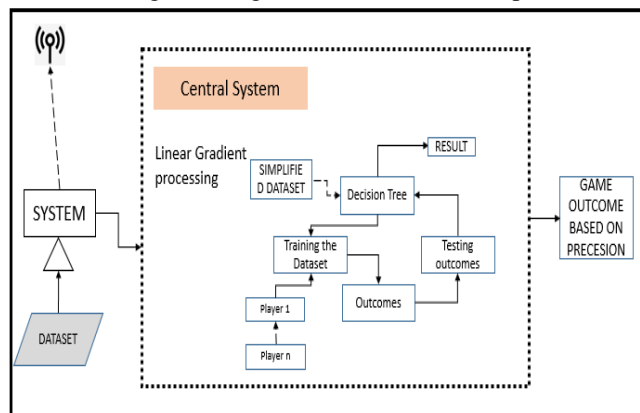 Central System
Linear Gradient
processing
SIMPLIFIE
D DATASET
RESULT
Decision Tree
SYSTEM
Training the
Dataset
Testing
outcomes
GAME
OUTCOME
BASED ON
PRECESION
Player 1
Outcomes
Player n
DATASET